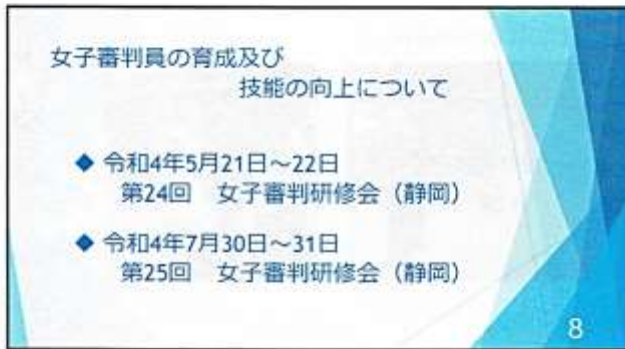 女子審判員の育成及び
技能の向上について
◆ 令和4年5月21日～22日
第24回　女子審判研修会（静岡）
◆ 令和4年7月30日～31日
第25回　女子審判研修会（静岡）
8